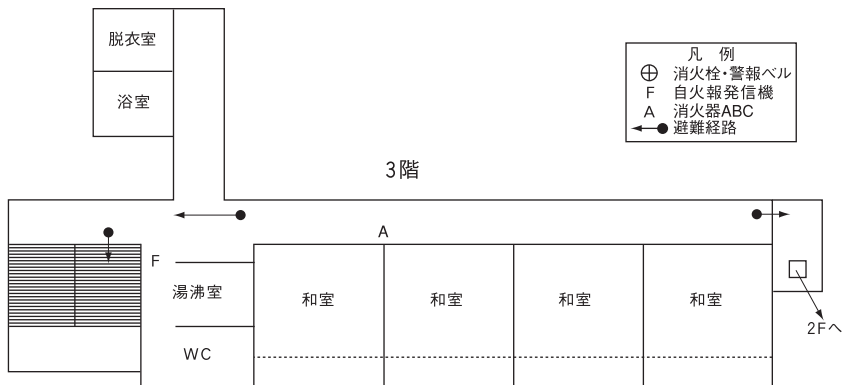 脱衣室
浴室
凡 例
消火栓・警報ベル
F 自火報発信機
A 消火器ABC
避難経路
3階
A
F
湯沸室
和室
和室
和室
和室
WC
2Fへ